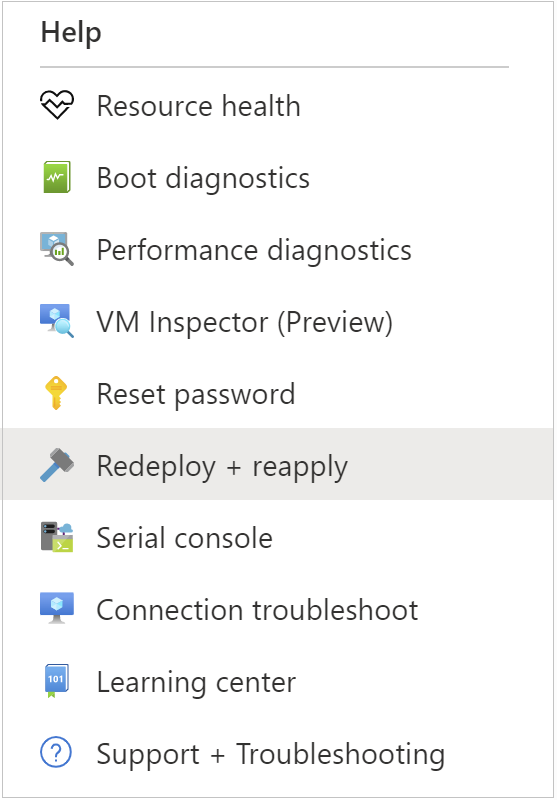 Help
Resource health
Boot diagnostics
Performance diagnostics
VM Inspector (Preview)
Reset password
Redeploy + reapply
Serial console
Connection troubleshoot
101
Learning center
Support + Troubleshooting